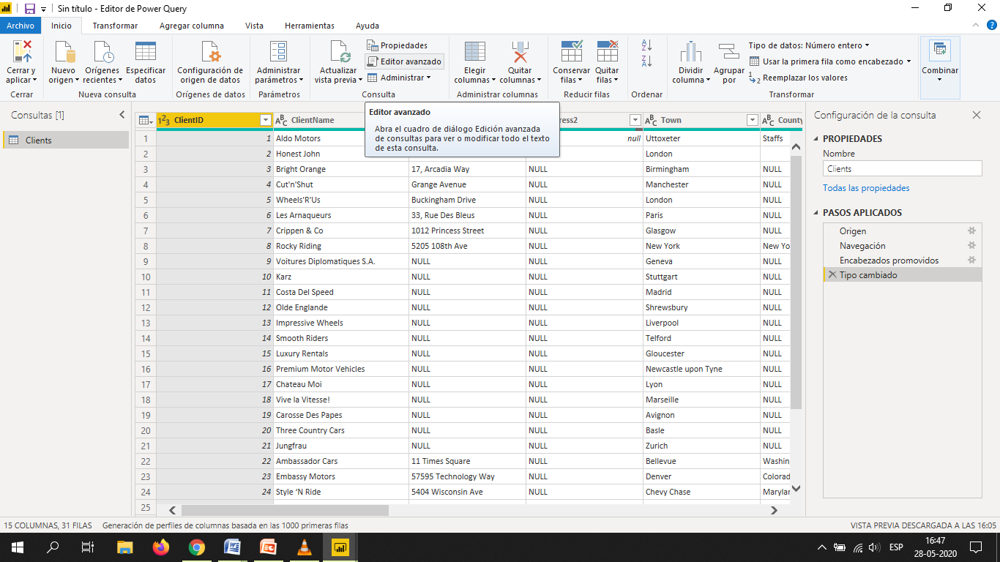 Sin título - Editor de Power Query
Archivo Inicio Transformar Agregar columna Vista Herramientas Ayuda
Cerrar y aplicar
Cerrar
Nuevo origen
Orígenes recientes
Especificar datos
Nueva consulta
Configuración de origen de datos
Orígenes de datos
Administrar parámetros
Parámetros
Actualizar vista previa
Propiedades
Editor avanzado
Administrar
Consulta
Elegir columnas
Quitar columnas
Administrar columnas
Conservar filas
Quitar filas
Reducir filas
Ordenar
Dividir columna
Agrupar por
Tipo de datos: Número entero
Usar la primera fila como encabezado
Reemplazar los valores
Transformar
Combinar
Consultas [1]
Clients
Editor avanzado
Abra el cuadro de diálogo Edición avanzada
de consultas para ver o modificar todo el texto
de esta consulta.
ClientID ClientName ress2 Town County
1 1 Aldo Motors null Uttoxeter Staffs
2 2 Honest John London
3 3 Bright Orange 17, Arcadia Way NULL Birmingham NULL
4 4 Cut'n'Shut Grange Avenue NULL Manchester NULL
5 5 Wheels'R'Us Buckingham Drive NULL London NULL
6 6 Les Arnaqueurs 33, Rue Des Bleus NULL Paris NULL
7 7 Crippen & Co 1012 Princess Street NULL Glasgow NULL
8 8 Rocky Riding 5205 108th Ave NULL New York New Yo
9 9 Voitures Diplomatiques S.A. NULL NULL Geneva NULL
10 10 Karz NULL NULL Stuttgart NULL
11 11 Costa Del Speed NULL NULL Madrid NULL
12 12 Olde Englande NULL NULL Shrewsbury NULL
13 13 Impressive Wheels NULL NULL Liverpool NULL
14 14 Smooth Riders NULL NULL Telford NULL
15 15 Luxury Rentals NULL NULL Gloucester NULL
16 16 Premium Motor Vehicles NULL NULL Newcastle upon Tyne NULL
17 17 Chateau Moi NULL NULL Lyon NULL
18 18 Vive la Vitesse! NULL NULL Marseille NULL
19 19 Carosse Des Papes NULL NULL Avignon NULL
20 20 Three Country Cars NULL NULL Basle NULL
21 21 Jungfrau NULL NULL Zurich NULL
22 22 Ambassador Cars 11 Times Square NULL Bellevue Washin
23 23 Embassy Motors 57595 Technology Way NULL Denver Colorad
24 24 Style ‘N Ride 5404 Wisconsin Ave NULL Chevy Chase Marylar
25
Configuración de la consulta
PROPIEDADES
Nombre
Clients
Todas las propiedades
PASOS APLICADOS
Origen
Navegación
Encabezados promovidos
Tipo cambiado
15 COLUMNAS, 31 FILAS Generación de perfiles de columnas basada en las 1000 primeras filas VISTA PREVIA DESCARGADA A LAS 16:05
ESP
16:47
28-05-2020